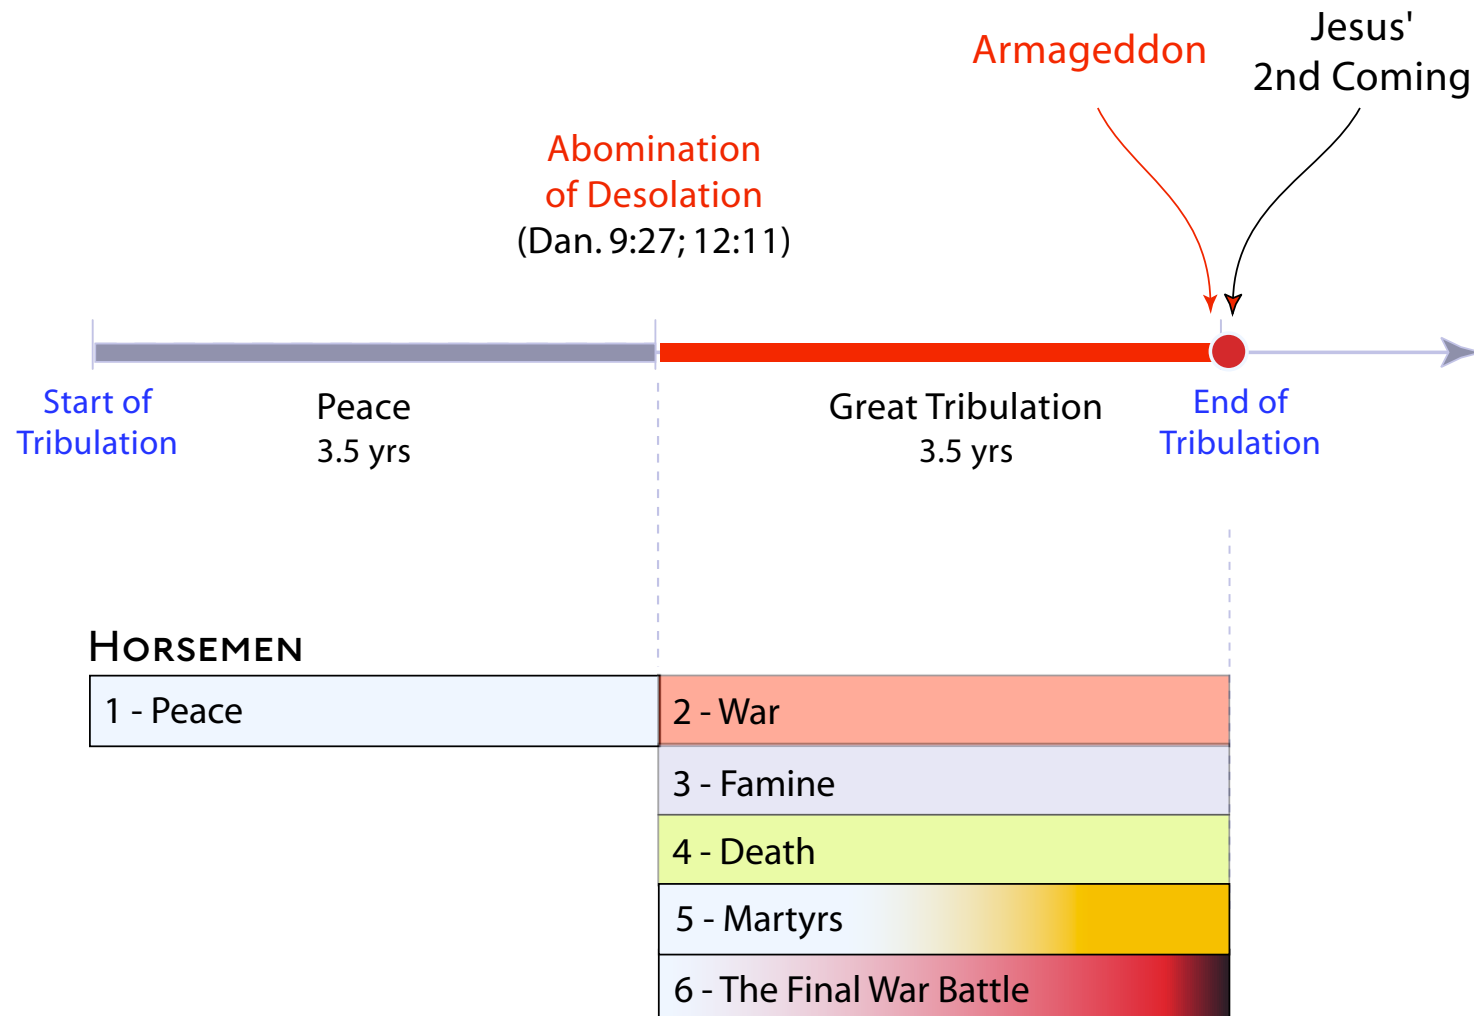 Armageddon
Jesus'
2nd Coming
Abomination
of Desolation
(Dan. 9:27; 12:11)
Start of
Tribulation
Peace
3.5 yrs
Great Tribulation
3.5 yrs
End of
Tribulation
HORSEMEN
1 - Peace
2 - War
3 - Famine
4 - Death
5 - Martyrs
6 - The Final War Battle